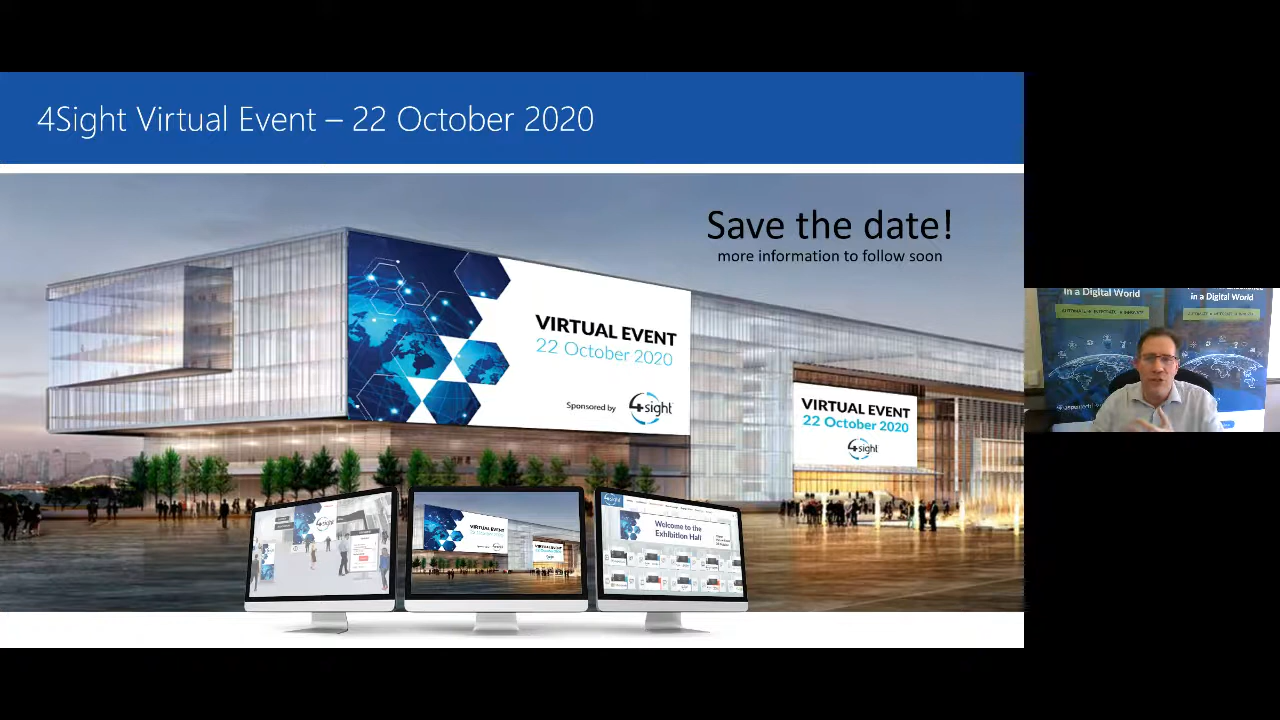 4Sight Virtual Event – 22 October 2020
Save the date!
more information to follow soon
VIRTUAL EVENT
22 October 2020
Sponsored by 4sight
VIRTUAL EVENT
22 October 2020
4sight
In a Digital World
in a Digital World
VIRTUAL EVENT
Welcome to the
Exhibition Hall